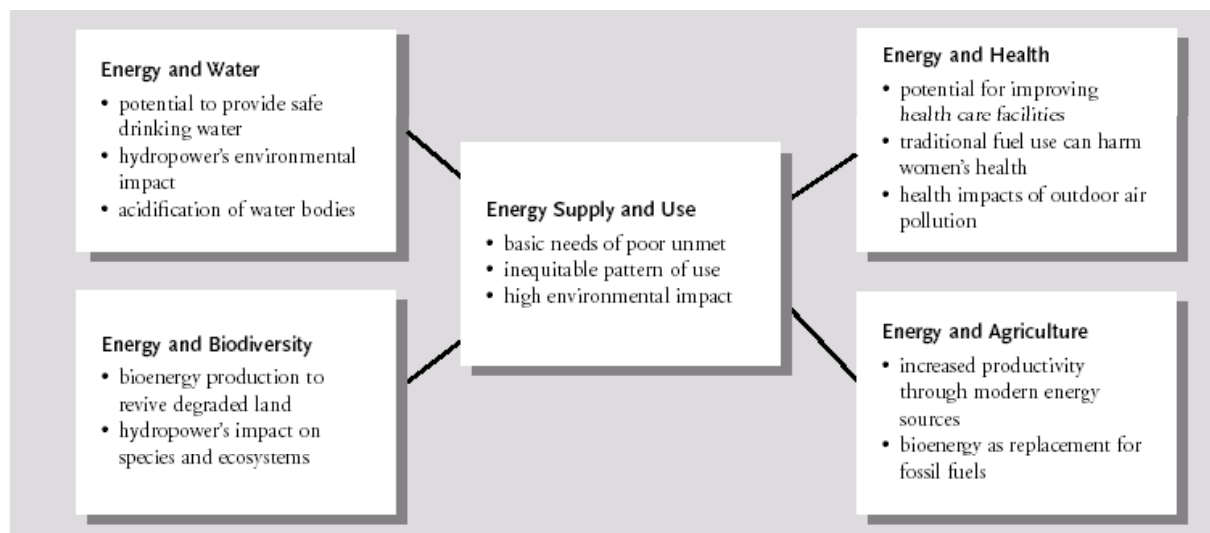 Energy and Water
• potential to provide safe
drinking water
• hydropower's environmental
impact
• acidification of water bodies
Energy and Health
• potential for improving
health care facilities
• traditional fuel use can harm
women's health
• health impacts of outdoor air
pollution
Energy Supply and Use
• basic needs of poor unmet
• inequitable pattern of use
• high environmental impact
Energy and Biodiversity
• bioenergy production to
revive degraded land
• hydropower's impact on
species and ecosystems
Energy and Agriculture
• increased productivity
through modern energy
sources
• bioenergy as replacement for
fossil fuels